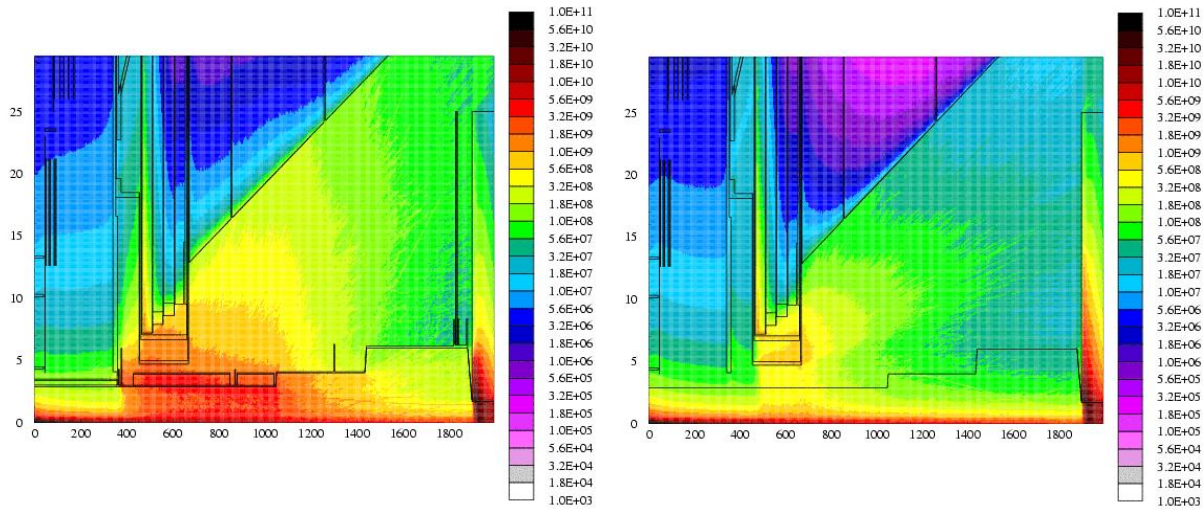 25
20
15
10
5
0
0 200 400 600 800 1000 1200 1400 1600 1800
1.0E+11
5.6E+10
3.2E+10
1.8E+10
1.0E+10
5.6E+09
3.2E+09
1.8E+09
1.0E+09
5.6E+08
3.2E+08
1.8E+08
1.0E+08
5.6E+07
3.2E+07
1.8E+07
1.0E+07
5.6E+06
3.2E+06
1.8E+06
1.0E+06
5.6E+05
3.2E+05
1.8E+05
1.0E+05
5.6E+04
3.2E+04
1.8E+04
1.0E+03
25
20
15
10
5
0
0 200 400 600 800 1000 1200 1400 1600 1800
1.0E+11
5.6E+10
3.2E+10
1.8E+10
1.0E+10
5.6E+09
3.2E+09
1.8E+09
1.0E+09
5.6E+08
3.2E+08
1.8E+08
1.0E+08
5.6E+07
3.2E+07
1.8E+07
1.0E+07
5.6E+06
3.2E+06
1.8E+06
1.0E+06
5.6E+05
3.2E+05
1.8E+05
1.0E+05
5.6E+04
3.2E+04
1.8E+04
1.0E+03